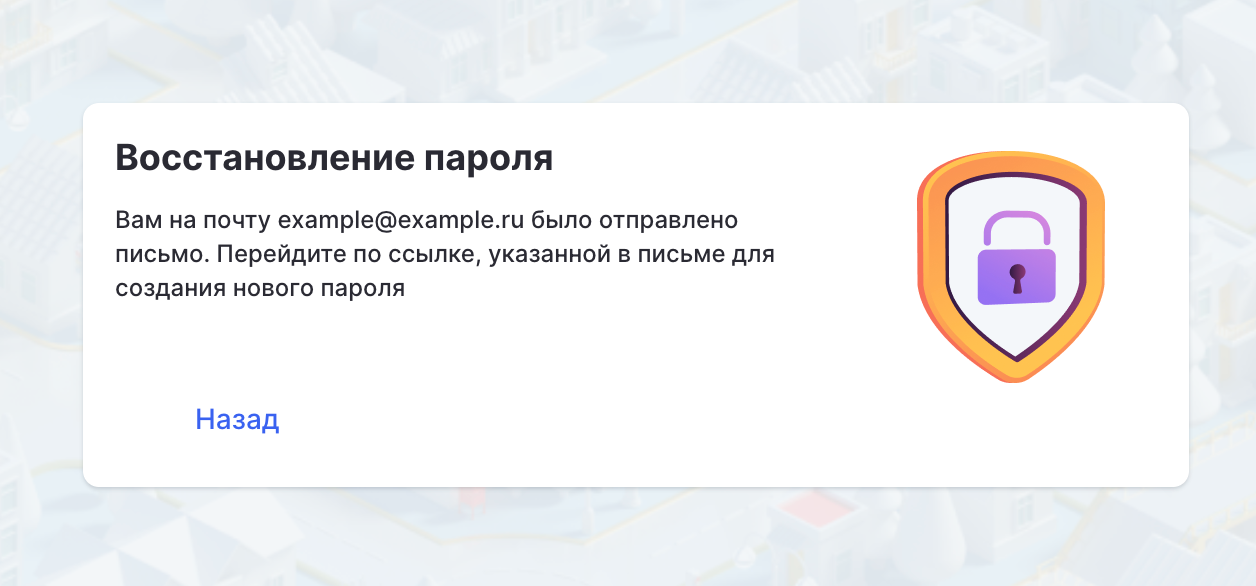 Восстановление пароля
Вам на почту example@example.ru было отправлено
письмо. Перейдите по ссылке, указанной в письме для
создания нового пароля
Назад